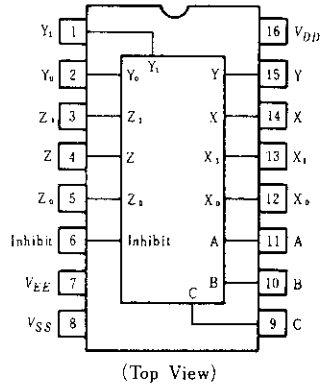 Y₁ 1 Y₁ 16 V_DD
Y₀ 2 Y₀ Y 15 Y
Z₁ 3 Z₁ X 14 X
Z 4 Z X₁ 13 X₁
Z₀ 5 Z₀ X₀ 12 X₀
Inhibit 6 Inhibit A 11 A
V_EE 7 B 10 B
V_SS 8 C 9 C
(Top View)